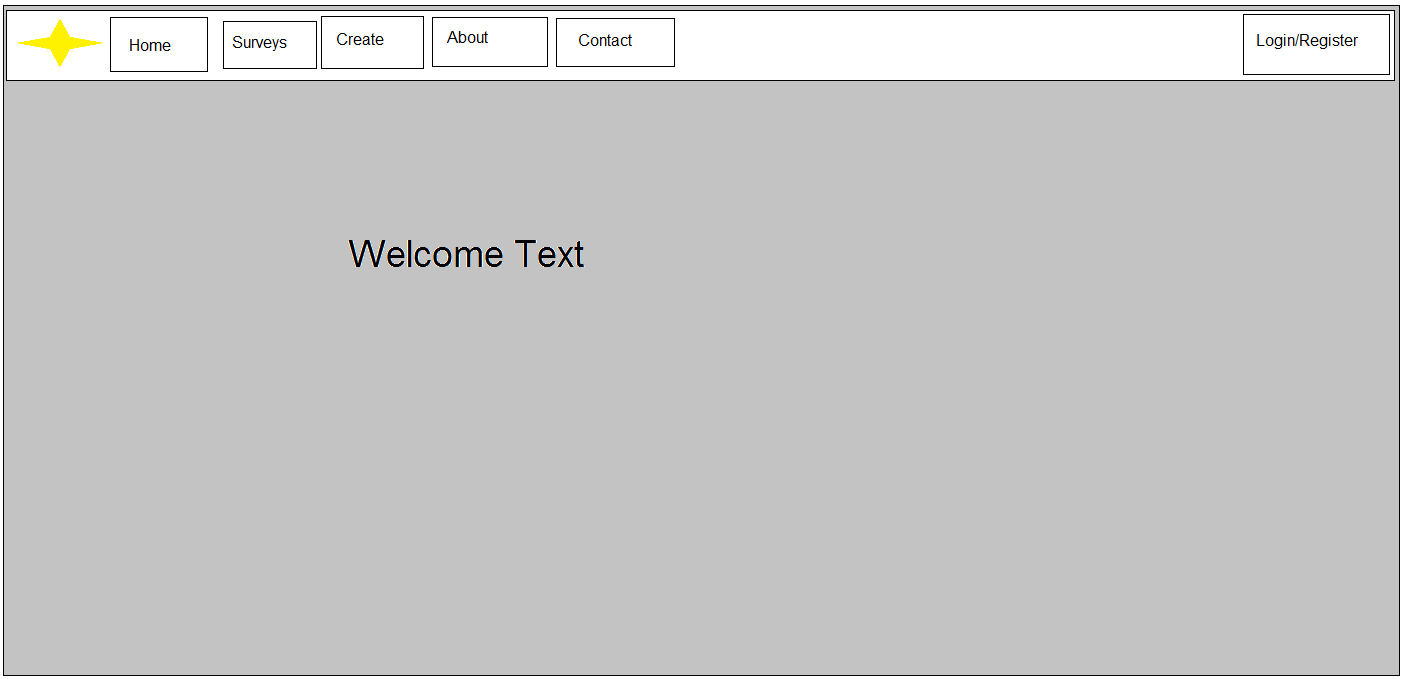 Home
Surveys
Create
About
Contact
Login/Register
Welcome Text